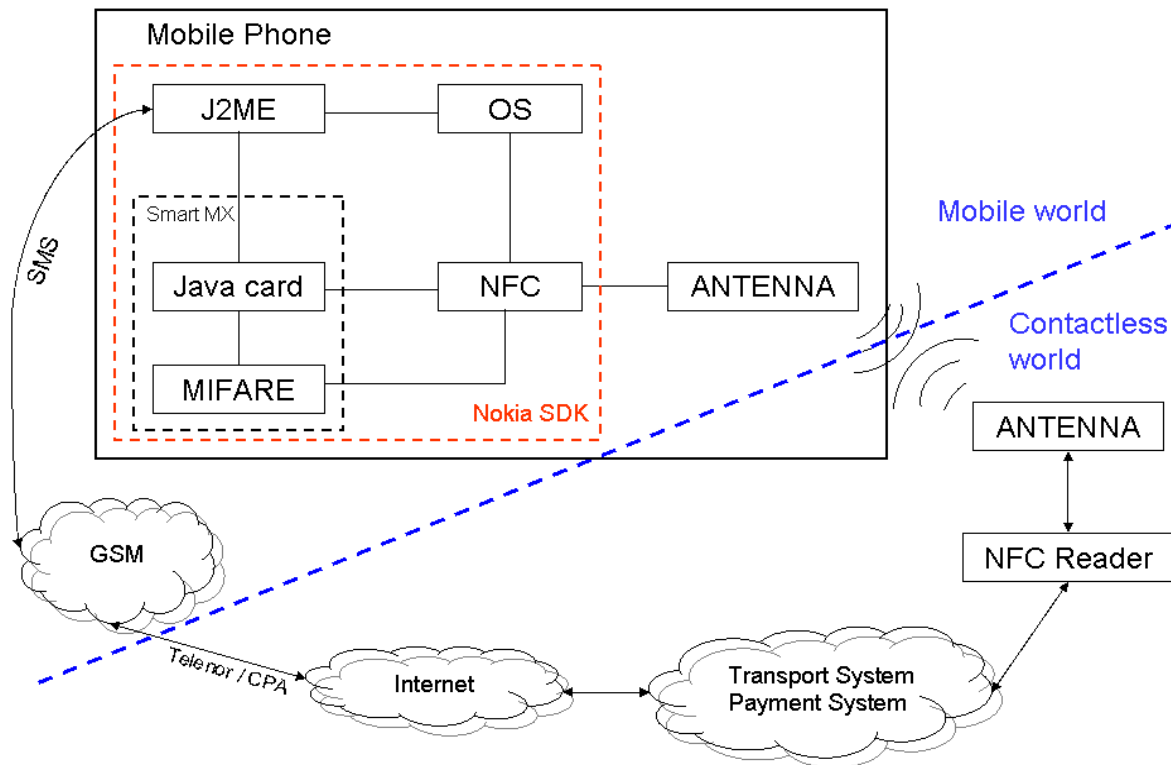 Mobile Phone
J2ME
OS
Smart MX
Mobile world
SMS
Java card
NFC
ANTENNA
Contactless
world
MIFARE
Nokia SDK
ANTENNA
GSM
NFC Reader
Telenor / CPA
Internet
Transport System
Payment System